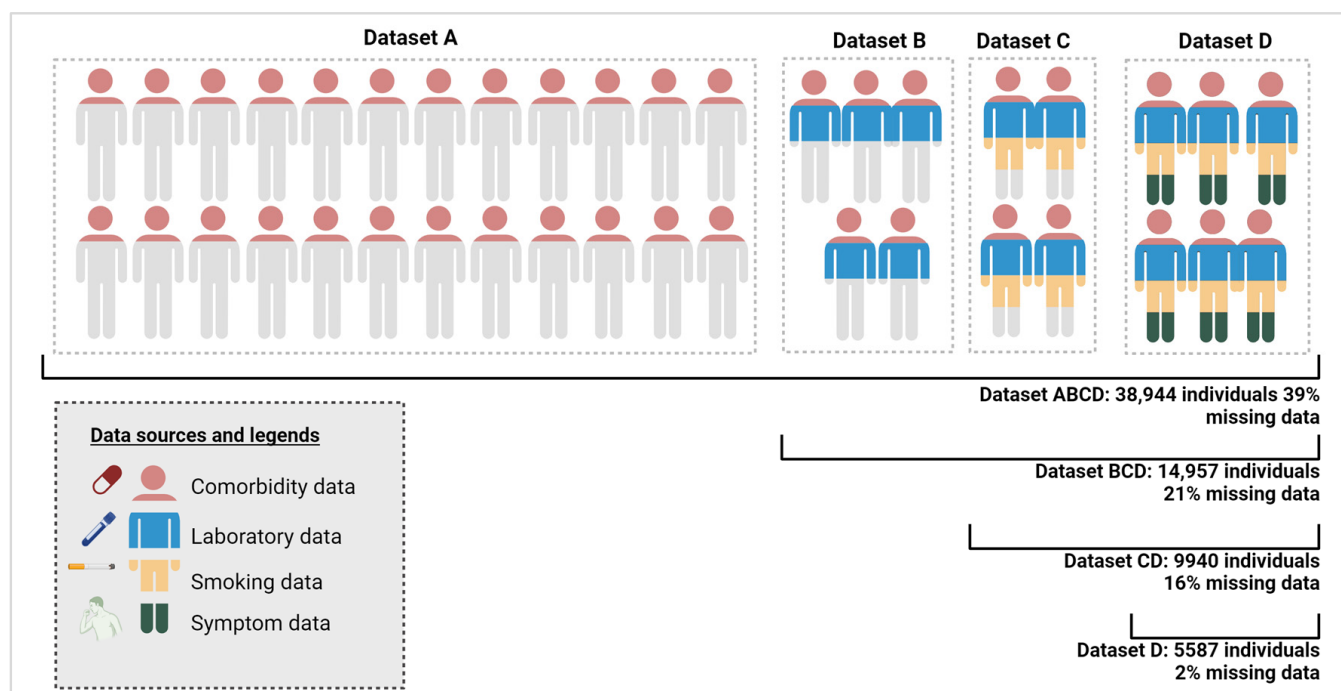 Dataset A
Dataset B
Dataset C
Dataset D
Dataset ABCD: 38,944 individuals 39%
missing data
Dataset BCD: 14,957 individuals
21% missing data
Dataset CD: 9940 individuals
16% missing data
Dataset D: 5587 individuals
2% missing data
Data sources and legends
Comorbidity data
Laboratory data
Smoking data
Symptom data